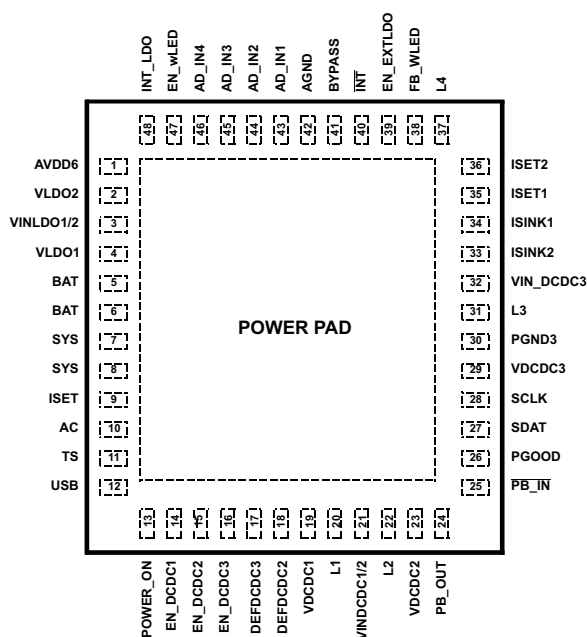 INT_LDO
EN_wLED
AD_IN4
AD_IN3
AD_IN2
AD_IN1
AGND
BYPASS
INT
EN_EXTLDO
FB_WLED
L4
48
47
46
45
44
43
42
41
40
39
38
37
AVDD6 1
36 ISET2
VLDO2 2
35 ISET1
VINLDO1/2 3
34 ISINK1
VLDO1 4
33 ISINK2
BAT 5
32 VIN_DCDC3
BAT 6
31 L3
SYS 7
30 PGND3
POWER PAD
SYS 8
29 VDCDC3
ISET 9
28 SCLK
AC 10
27 SDAT
TS 11
26 PGOOD
USB 12
25 PB_IN
13
14
15
16
17
18
19
20
21
22
23
24
POWER_ON
EN_DCDC1
EN_DCDC2
EN_DCDC3
DEFDCDC3
DEFDCDC2
VDCDC1
L1
VINDCDC1/2
L2
VDCDC2
PB_OUT